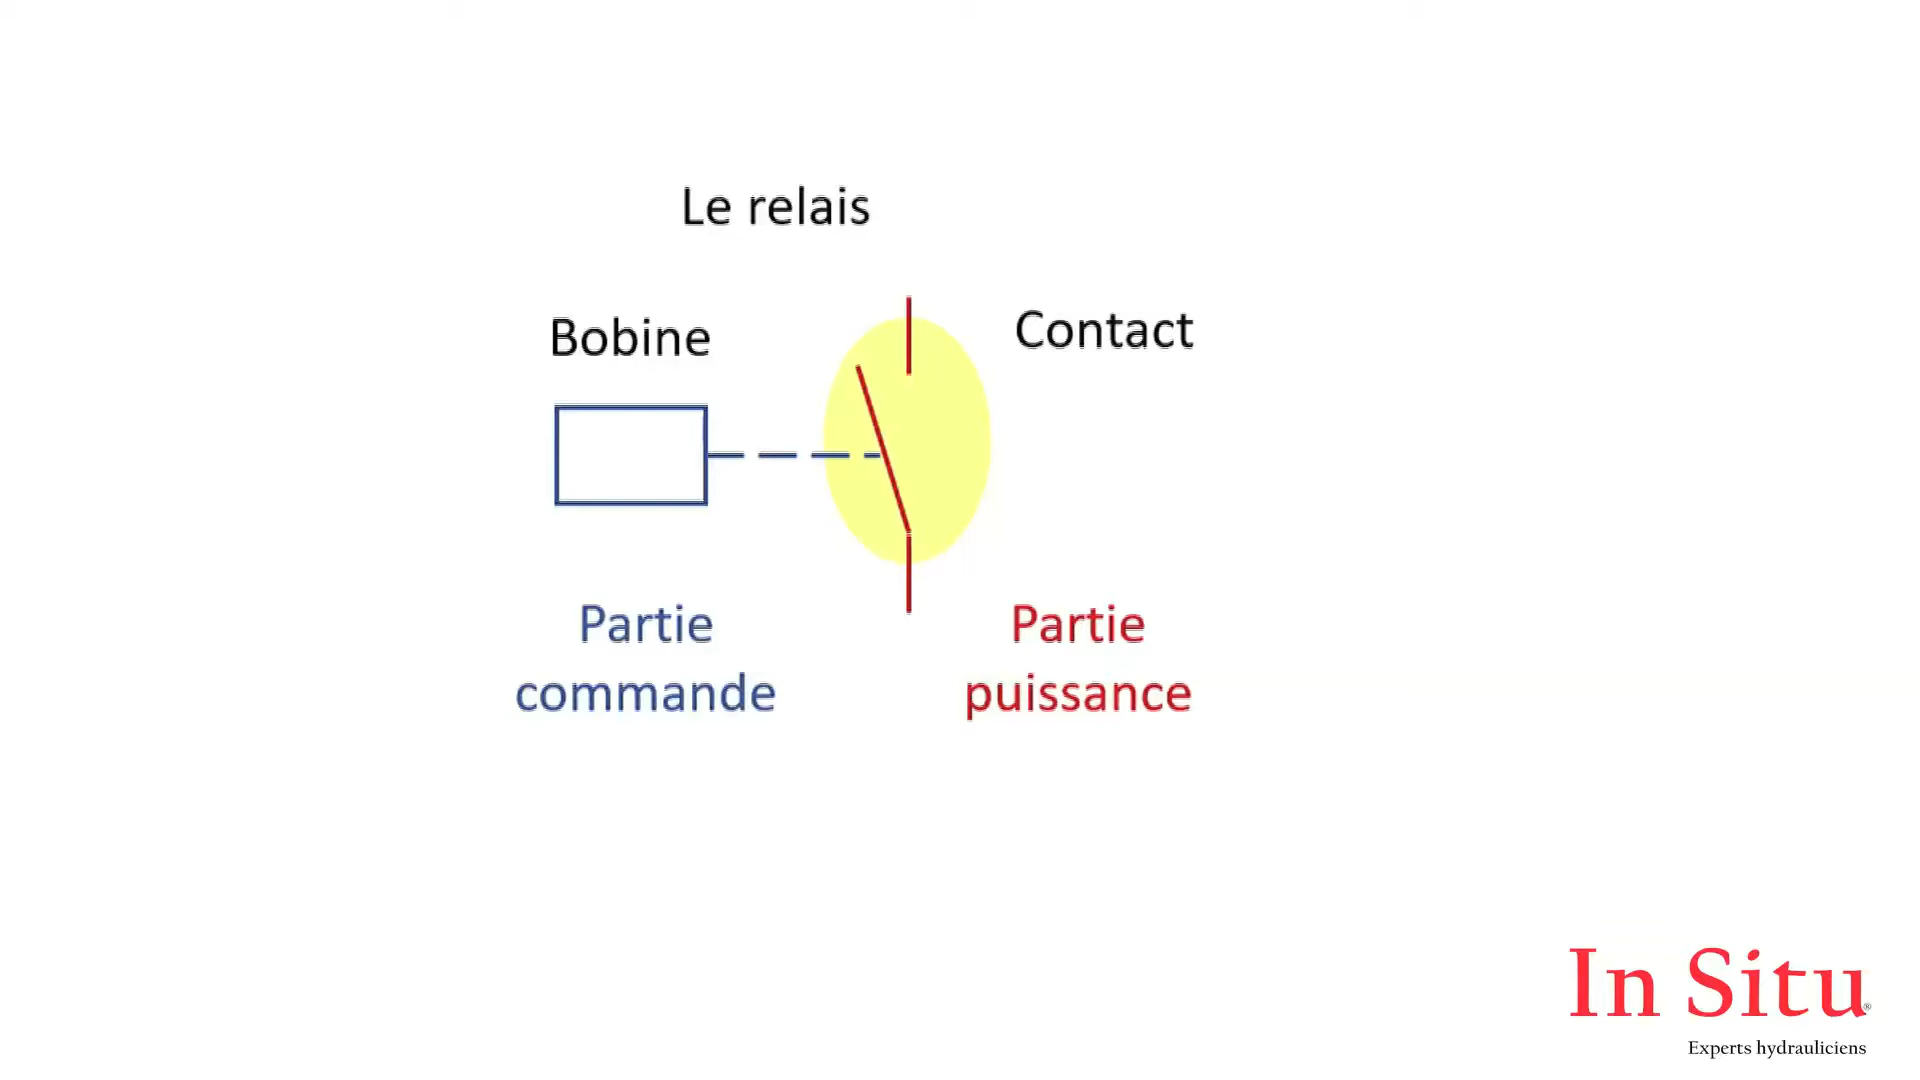 Le relais
Bobine
Contact
Partie
commande
Partie
puissance
In Situ®
Experts hydrauliciens